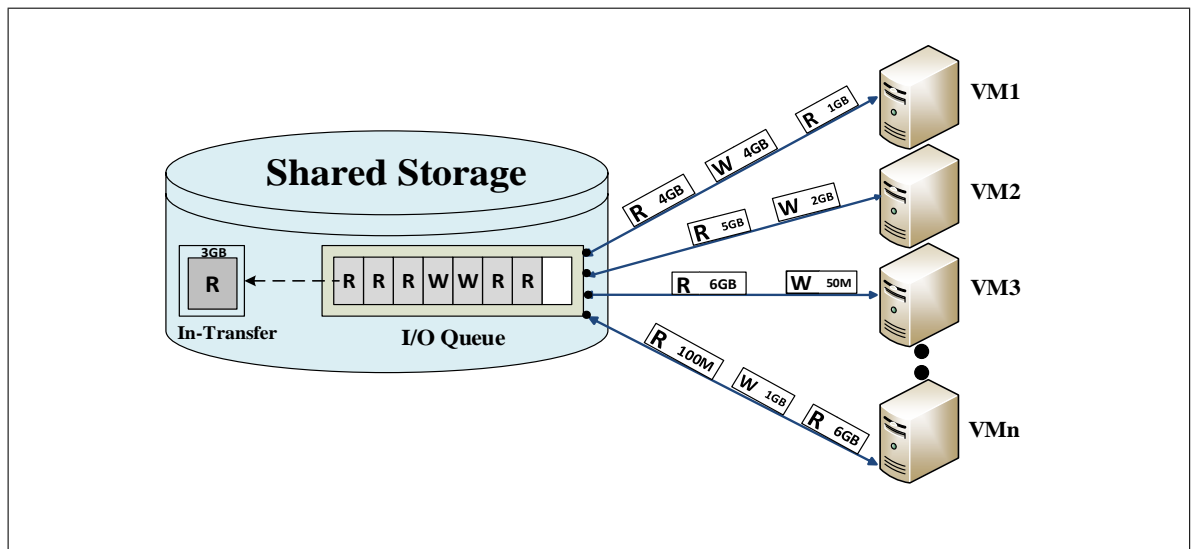 Shared Storage
3GB
R
In-Transfer
R R R W W R R
I/O Queue
R 4GB
W 4GB
R 1GB
VM1
R 5GB
W 2GB
VM2
R 6GB
W 50M
VM3
R 100M
W 1GB
R 6GB
VMn